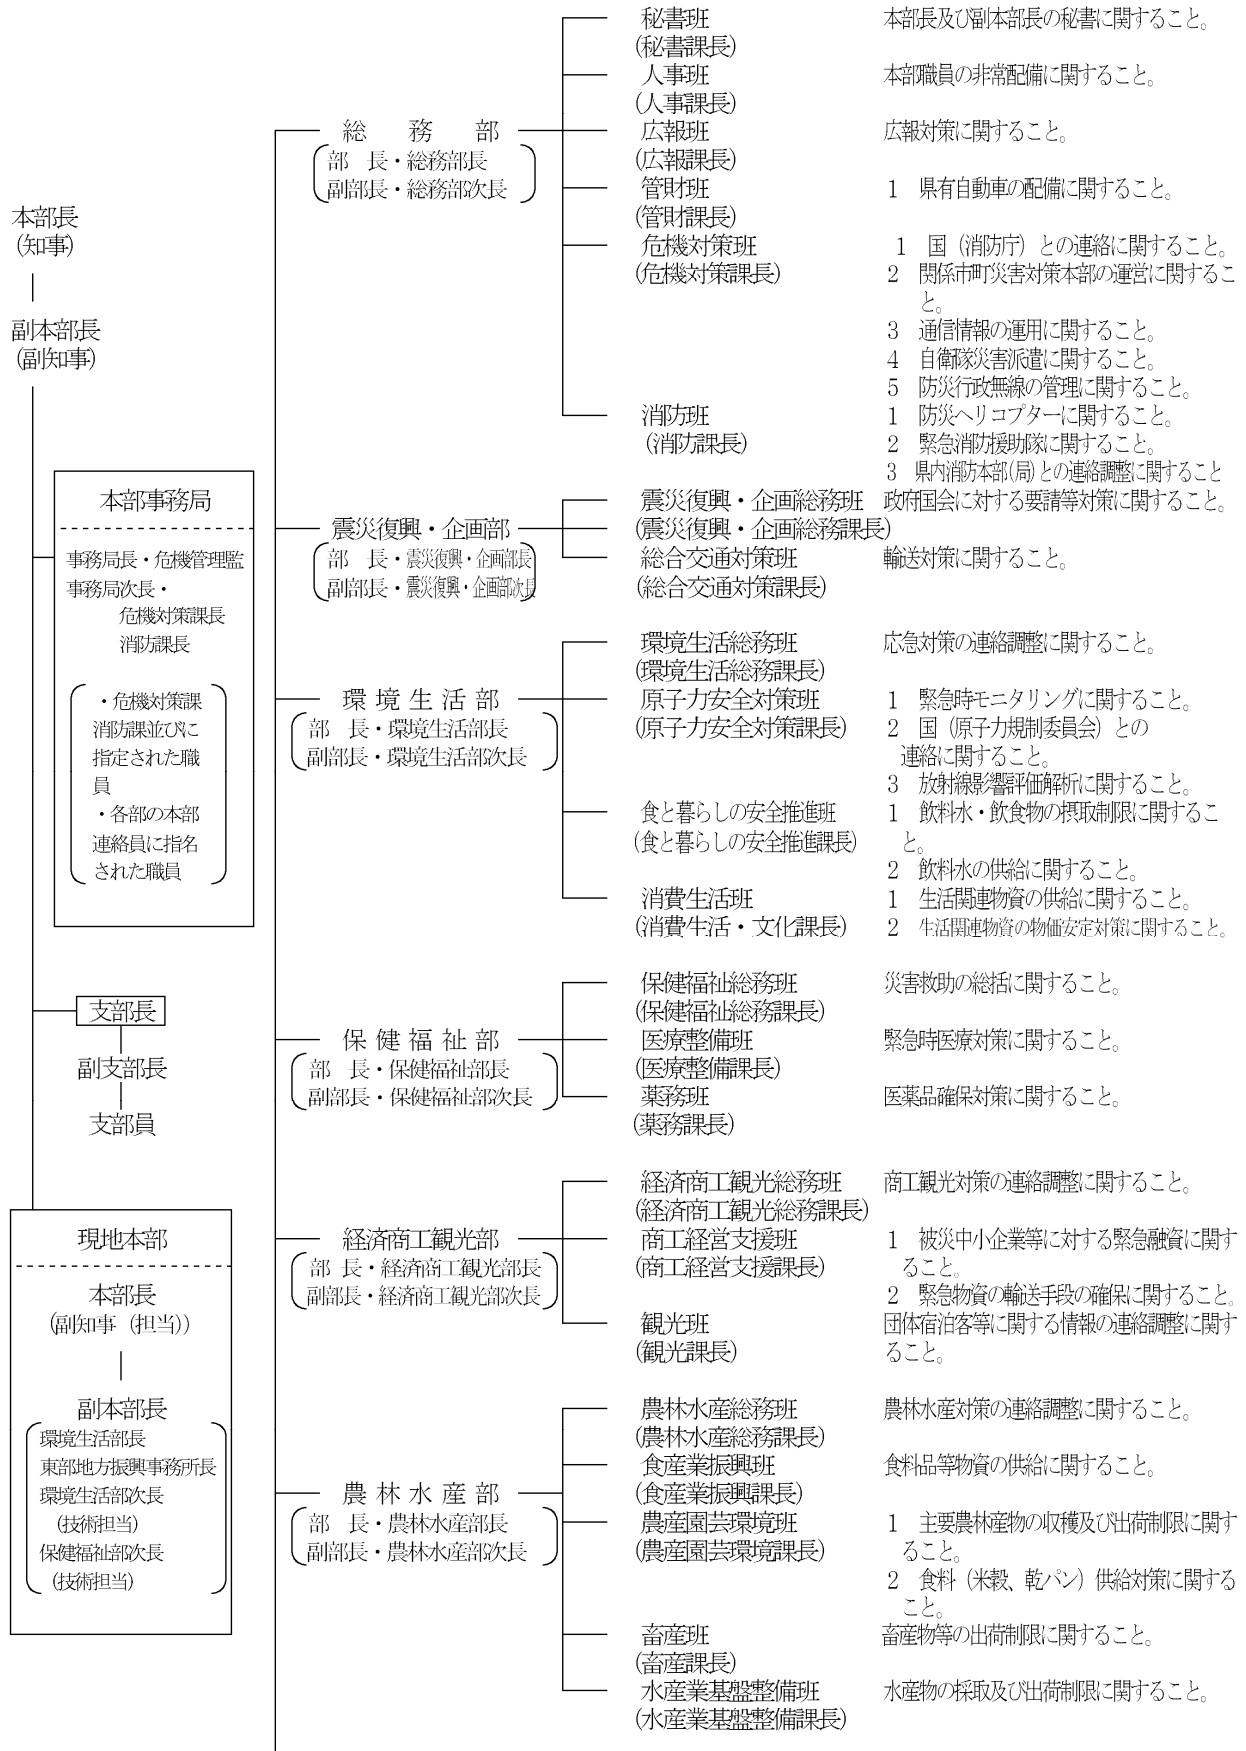 本部長
(知事)
副本部長
(副知事)
本部事務局
事務局長・危機管理監
事務局次長・
危機対策課長
消防課長
・危機対策課
消防課並びに
指定された職
員
・各部の本部
連絡員に指名
された職員
支部長
副支部長
支部員
現地本部
本部長
(副知事（担当))
副本部長
環境生活部長
東部地方振興事務所長
環境生活部次長
(技術担当)
保健福祉部次長
(技術担当)
総　務　部
部　長・総務部長
副部長・総務部次長
秘書班　本部長及び副本部長の秘書に関すること。
(秘書課長)
人事班　本部職員の非常配備に関すること。
(人事課長)
広報班　広報対策に関すること。
(広報課長)
管財班　1　県有自動車の配備に関すること。
(管財課長)
危機対策班　1　国（消防庁）との連絡に関すること。
(危機対策課長)　2　関係市町災害対策本部の運営に関するこ
と。
3　通信情報の運用に関すること。
4　自衛隊災害派遣に関すること。
5　防災行政無線の管理に関すること。
消防班　1　防災ヘリコプターに関すること。
(消防課長)　2　緊急消防援助隊に関すること。
3　県内消防本部(局)との連絡調整に関すること
震災復興・企画部
部　長・震災復興・企画部長
副部長・震災復興・企画部次長
震災復興・企画総務班　政府国会に対する要請等対策に関すること。
(震災復興・企画総務課長)
総合交通対策班　輸送対策に関すること。
(総合交通対策課長)
環境生活部
部　長・環境生活部長
副部長・環境生活部次長
環境生活総務班　応急対策の連絡調整に関すること。
(環境生活総務課長)
原子力安全対策班　1　緊急時モニタリングに関すること。
(原子力安全対策課長)　2　国（原子力規制委員会）との
連絡に関すること。
3　放射線影響評価解析に関すること。
食と暮らしの安全推進班　1　飲料水・飲食物の摂取制限に関するこ
(食と暮らしの安全推進課長)　と。
2　飲料水の供給に関すること。
消費生活班　1　生活関連物資の供給に関すること。
(消費生活・文化課長)　2　生活関連物資の物価安定対策に関すること。
保健福祉部
部　長・保健福祉部長
副部長・保健福祉部次長
保健福祉総務班　災害救助の総括に関すること。
(保健福祉総務課長)
医療整備班　緊急時医療対策に関すること。
(医療整備課長)
薬務班　医薬品確保対策に関すること。
(薬務課長)
経済商工観光部
部　長・経済商工観光部長
副部長・経済商工観光部次長
経済商工観光総務班　商工観光対策の連絡調整に関すること。
(経済商工観光総務課長)
商工経営支援班　1　被災中小企業等に対する緊急融資に関す
(商工経営支援課長)　ること。
2　緊急物資の輸送手段の確保に関すること。
観光班　団体宿泊客等に関する情報の連絡調整に関す
(観光課長)　ること。
農林水産部
部　長・農林水産部長
副部長・農林水産部次長
農林水産総務班　農林水産対策の連絡調整に関すること。
(農林水産総務課長)
食産業振興班　食料品等物資の供給に関すること。
(食産業振興課長)
農産園芸環境班　1　主要農林産物の収穫及び出荷制限に関す
(農産園芸環境課長)　ること。
2　食料（米穀、乾パン）供給対策に関する
こと。
畜産班　畜産物等の出荷制限に関すること。
(畜産課長)
水産業基盤整備班　水産物の採取及び出荷制限に関すること。
(水産業基盤整備課長)